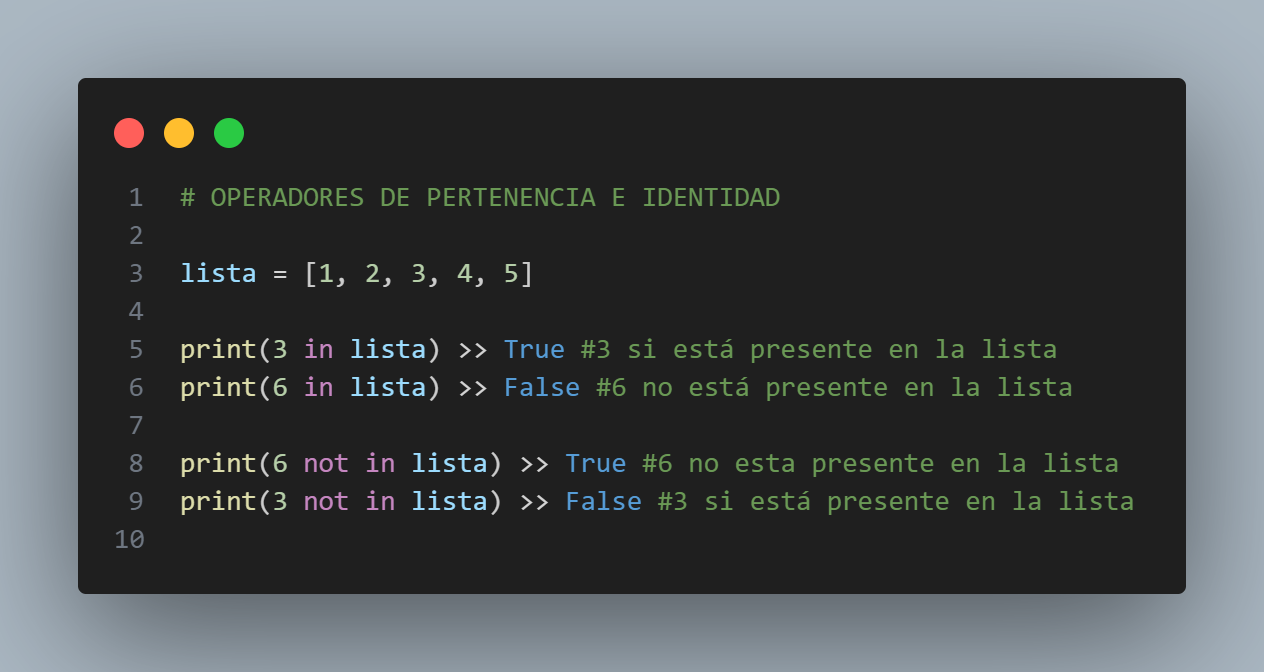 1 # OPERADORES DE PERTENENCIA E IDENTIDAD
2
3 lista = [1, 2, 3, 4, 5]
4
5 print(3 in lista) >> True #3 si está presente en la lista
6 print(6 in lista) >> False #6 no está presente en la lista
7
8 print(6 not in lista) >> True #6 no esta presente en la lista
9 print(3 not in lista) >> False #3 si está presente en la lista
10